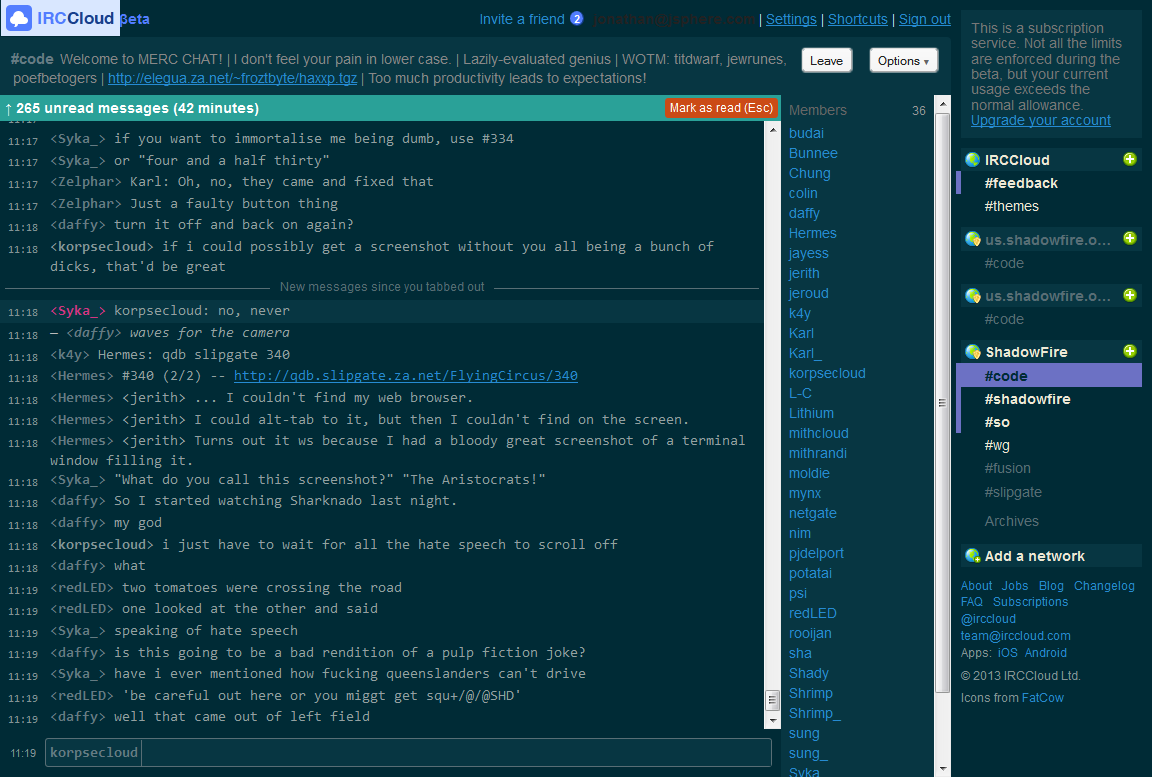 IRCCloud βeta
Invite a friend 2 | Settings | Shortcuts | Sign out
#code Welcome to MERC CHAT! | I don't feel your pain in lower case. | Lazily-evaluated genius | WOTM: titdwarf, jewrunes,
poefbetogers | http://elegua.za.net/~froztbyte/haxxp.tgz | Too much productivity leads to expectations!
Leave
Options ▾
↑ 265 unread messages (42 minutes)
Mark as read (Esc)
11:17
11:17 <Syka_> if you want to immortalise me being dumb, use #334
11:17 <Syka_> or "four and a half thirty"
11:17 <Zelphar> Karl: Oh, no, they came and fixed that
11:17 <Zelphar> Just a faulty button thing
11:18 <daffy> turn it off and back on again?
11:18 <korpsecloud> if i could possibly get a screenshot without you all being a bunch of
dicks, that'd be great
New messages since you tabbed out
11:18 <Syka_> korpsecloud: no, never
11:18 — <daffy> waves for the camera
11:18 <k4y> Hermes: qdb slipgate 340
11:18 <Hermes> #340 (2/2) -- http://qdb.slipgate.za.net/FlyingCircus/340
11:18 <Hermes> <jerith> ... I couldn't find my web browser.
11:18 <Hermes> <jerith> I could alt-tab to it, but then I couldn't find on the screen.
11:18 <Hermes> <jerith> Turns out it ws because I had a bloody great screenshot of a terminal
window filling it.
11:18 <Syka_> "What do you call this screenshot?" "The Aristocrats!"
11:18 <daffy> So I started watching Sharknado last night.
11:18 <daffy> my god
11:18 <korpsecloud> i just have to wait for all the hate speech to scroll off
11:18 <daffy> what
11:19 <redLED> two tomatoes were crossing the road
11:19 <redLED> one looked at the other and said
11:19 <Syka_> speaking of hate speech
11:19 <daffy> is this going to be a bad rendition of a pulp fiction joke?
11:19 <Syka_> have i ever mentioned how fucking queenslanders can't drive
11:19 <redLED> 'be careful out here or you miggt get squ+/@/@SHD'
11:19 <daffy> well that came out of left field
11:19 korpsecloud
Members 36
budai
Bunnee
Chung
colin
daffy
Hermes
jayess
jerith
jeroud
k4y
Karl
Karl_
korpsecloud
L-C
Lithium
mithcloud
mithrandi
moldie
mynx
netgate
nim
pjdelport
potatai
psi
redLED
rooijan
sha
Shady
Shrimp
Shrimp_
sung
sung_
Syka
This is a subscription
service. Not all the limits
are enforced during the
beta, but your current
usage exceeds the
normal allowance.
Upgrade your account
IRCCloud
#feedback
#themes
us.shadowfire.o...
#code
us.shadowfire.o...
#code
ShadowFire
#code
#shadowfire
#so
#wg
#fusion
#slipgate
Archives
Add a network
About Jobs Blog Changelog
FAQ Subscriptions
@irccloud
team@irccloud.com
Apps: iOS Android
© 2013 IRCCloud Ltd.
Icons from FatCow